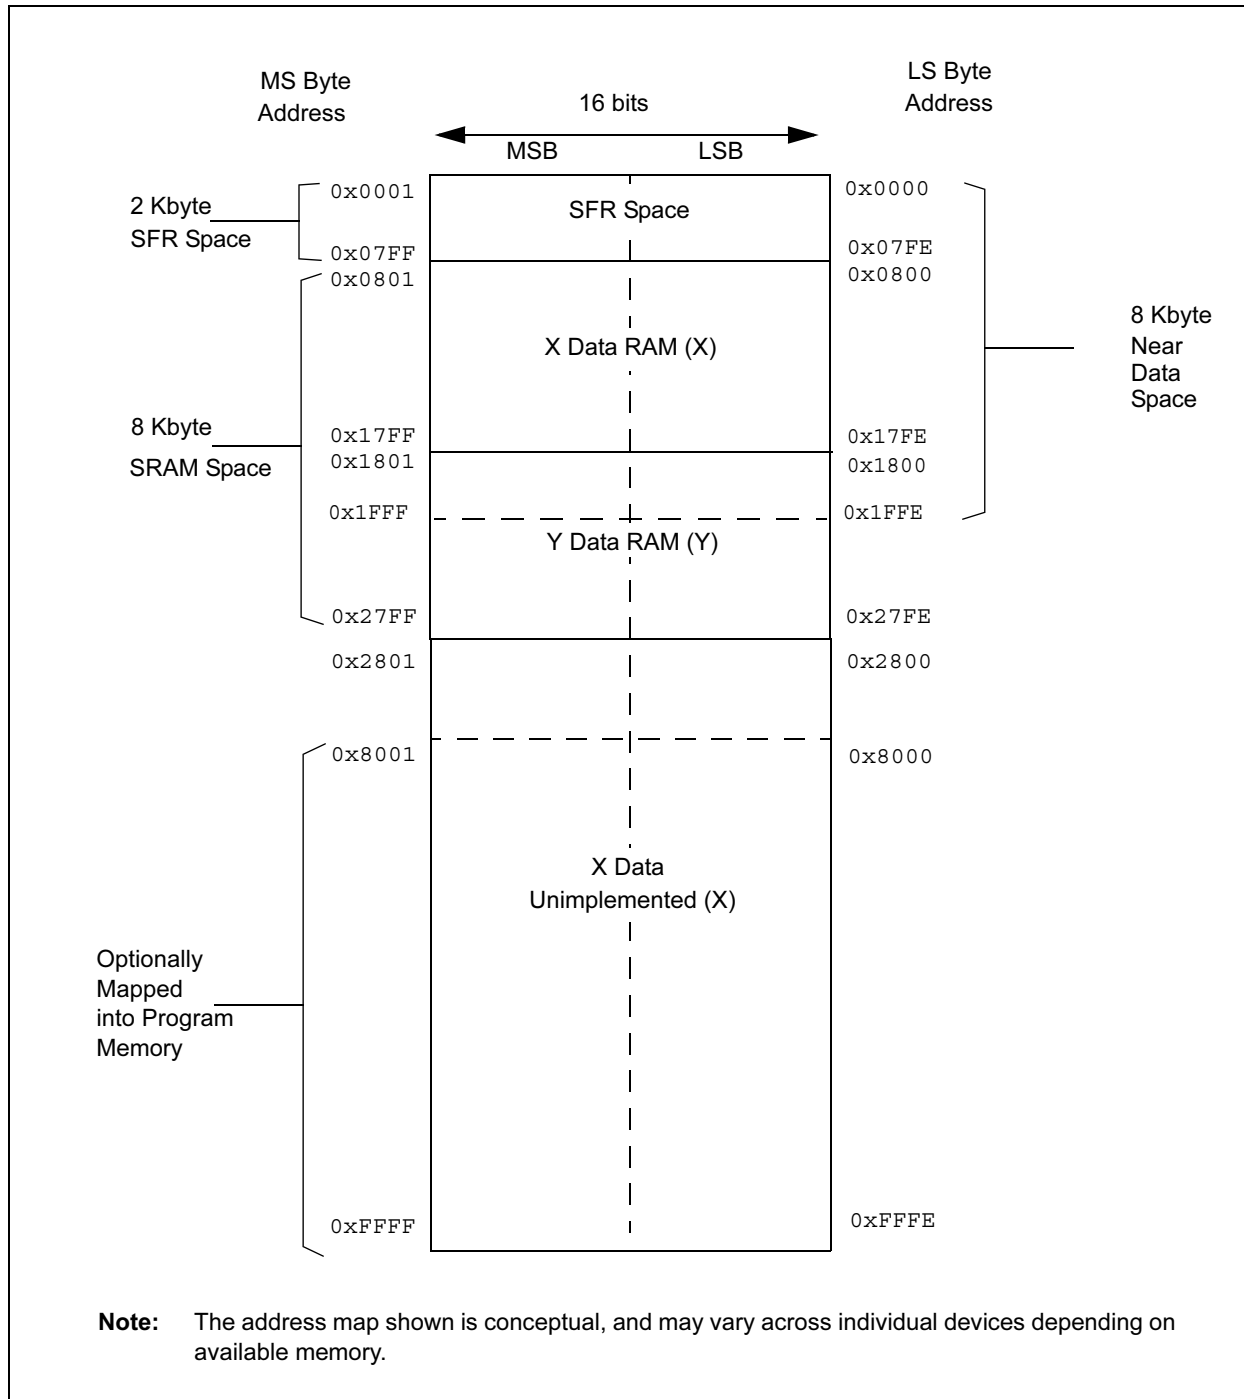 MS Byte
Address
16 bits
LS Byte
Address
MSB
LSB
2 Kbyte
SFR Space
0x0001
SFR Space
0x0000
0x07FF
0x07FE
0x0801
0x0800
X Data RAM (X)
8 Kbyte
Near
Data
Space
8 Kbyte
SRAM Space
0x17FF
0x17FE
0x1801
0x1800
0x1FFF
0x1FFE
Y Data RAM (Y)
0x27FF
0x27FE
0x2801
0x2800
0x8001
0x8000
X Data
Unimplemented (X)
Optionally
Mapped
into Program
Memory
0xFFFF
0xFFFE
Note: The address map shown is conceptual, and may vary across individual devices depending on
available memory.